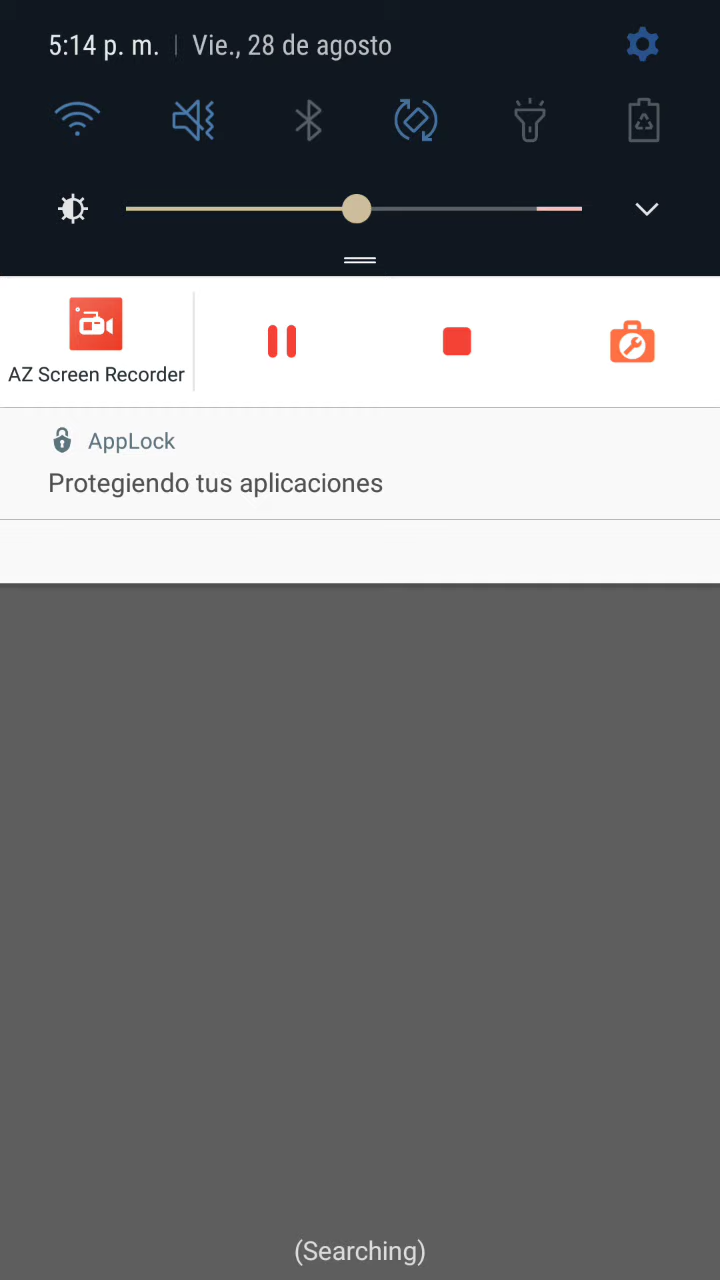 5:14 p. m. | Vie., 28 de agosto
AZ Screen Recorder
AppLock
Protegiendo tus aplicaciones
(Searching)